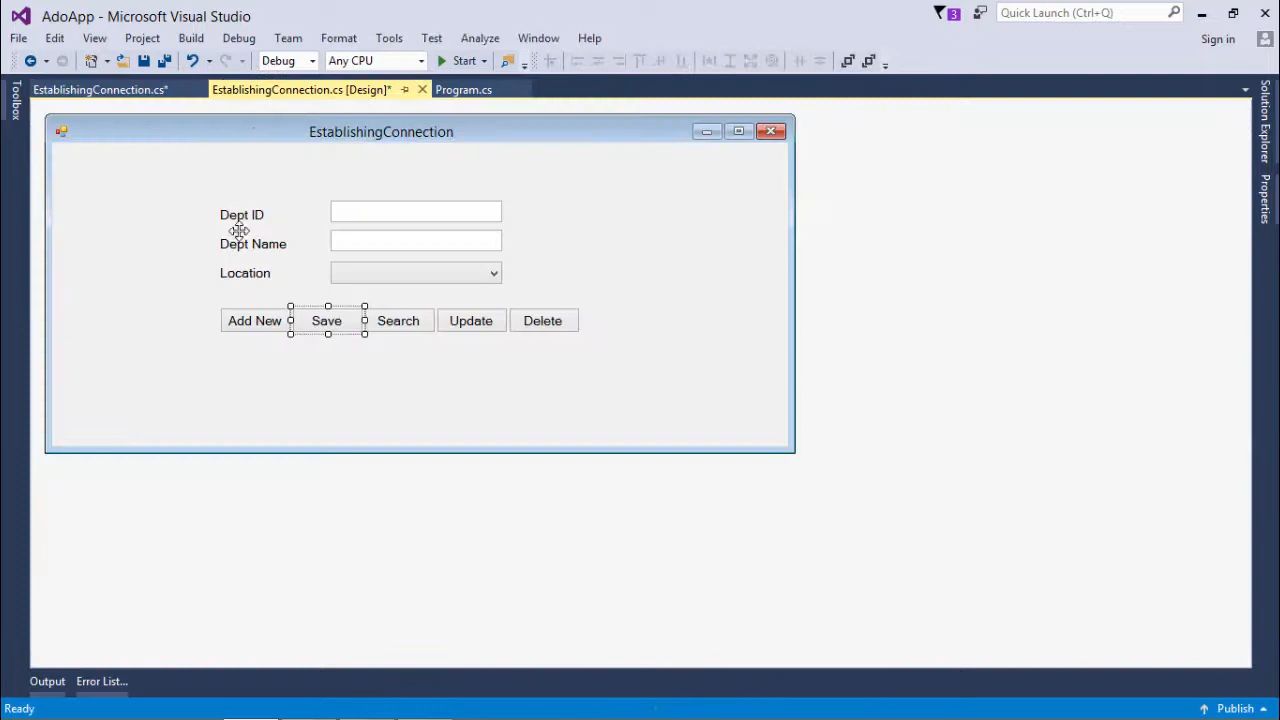 AdoApp - Microsoft Visual Studio
3
Quick Launch (Ctrl+Q)
File Edit View Project Build Debug Team Format Tools Test Analyze Window Help
Sign in
Debug Any CPU Start
Toolbox
EstablishingConnection.cs* EstablishingConnection.cs [Design]* Program.cs
Solution Explorer
Properties
EstablishingConnection
Dept ID
Dept Name
Location
Add New Save Search Update Delete
Output Error List...
Ready
Publish